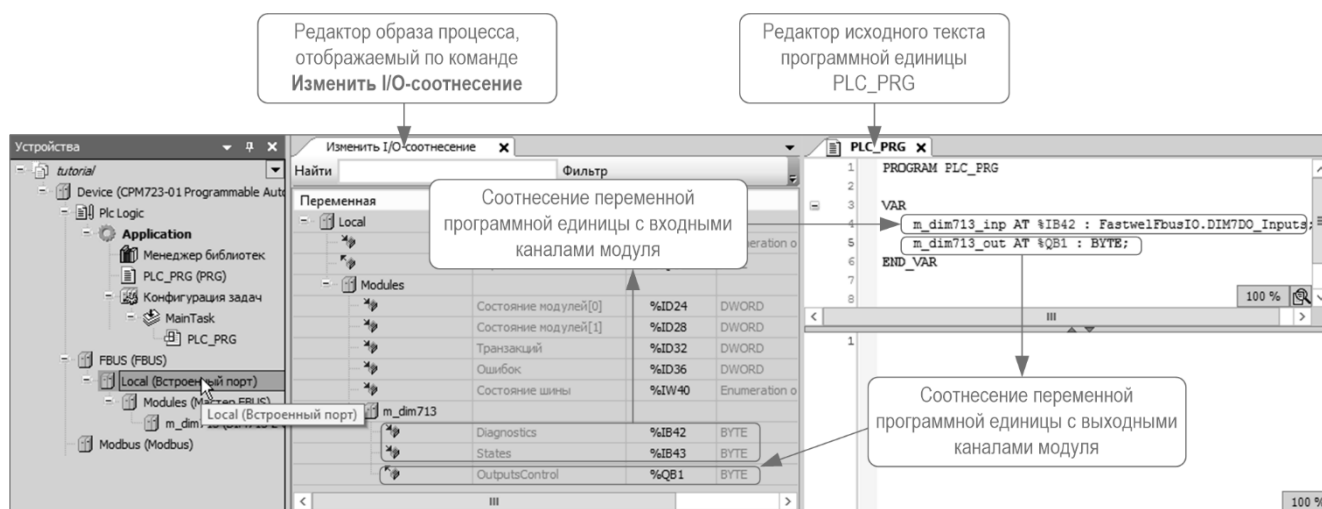 Редактор образа процесса,
отображаемый по команде
Изменить I/O-соотнесение
Редактор исходного текста
программной единицы
PLC_PRG
Устройства
tutorial
Device (CPM723-01 Programmable Auto
Plc Logic
Application
Менеджер библиотек
PLC_PRG (PRG)
Конфигурация задач
MainTask
PLC_PRG
FBUS (FBUS)
Local (Встроенный порт)
Modules (Мастер FBUS)
Local (Встроенный порт)
Modbus (Modbus)
Изменить I/O-соотнесение
Найти Фильтр
Переменная
Local
Enumeration o
Modules
Состояние модулей[0] %ID24 DWORD
Состояние модулей[1] %ID28 DWORD
Транзакций %ID32 DWORD
Ошибок %ID36 DWORD
Состояние шины %IW40 Enumeration o
m_dim713
Diagnostics %IB42 BYTE
States %IB43 BYTE
OutputsControl %QB1 BYTE
Соотнесение переменной
программной единицы с входными
каналами модуля
PLC_PRG
1 PROGRAM PLC_PRG
2
3 VAR
4 m_dim713_inp AT %IB42 : FastwelFbusIO.DIM7DO_Inputs;
5 m_dim713_out AT %QB1 : BYTE;
6 END_VAR
7
8
100 %
1
Соотнесение переменной
программной единицы с выходными
каналами модуля
100 %